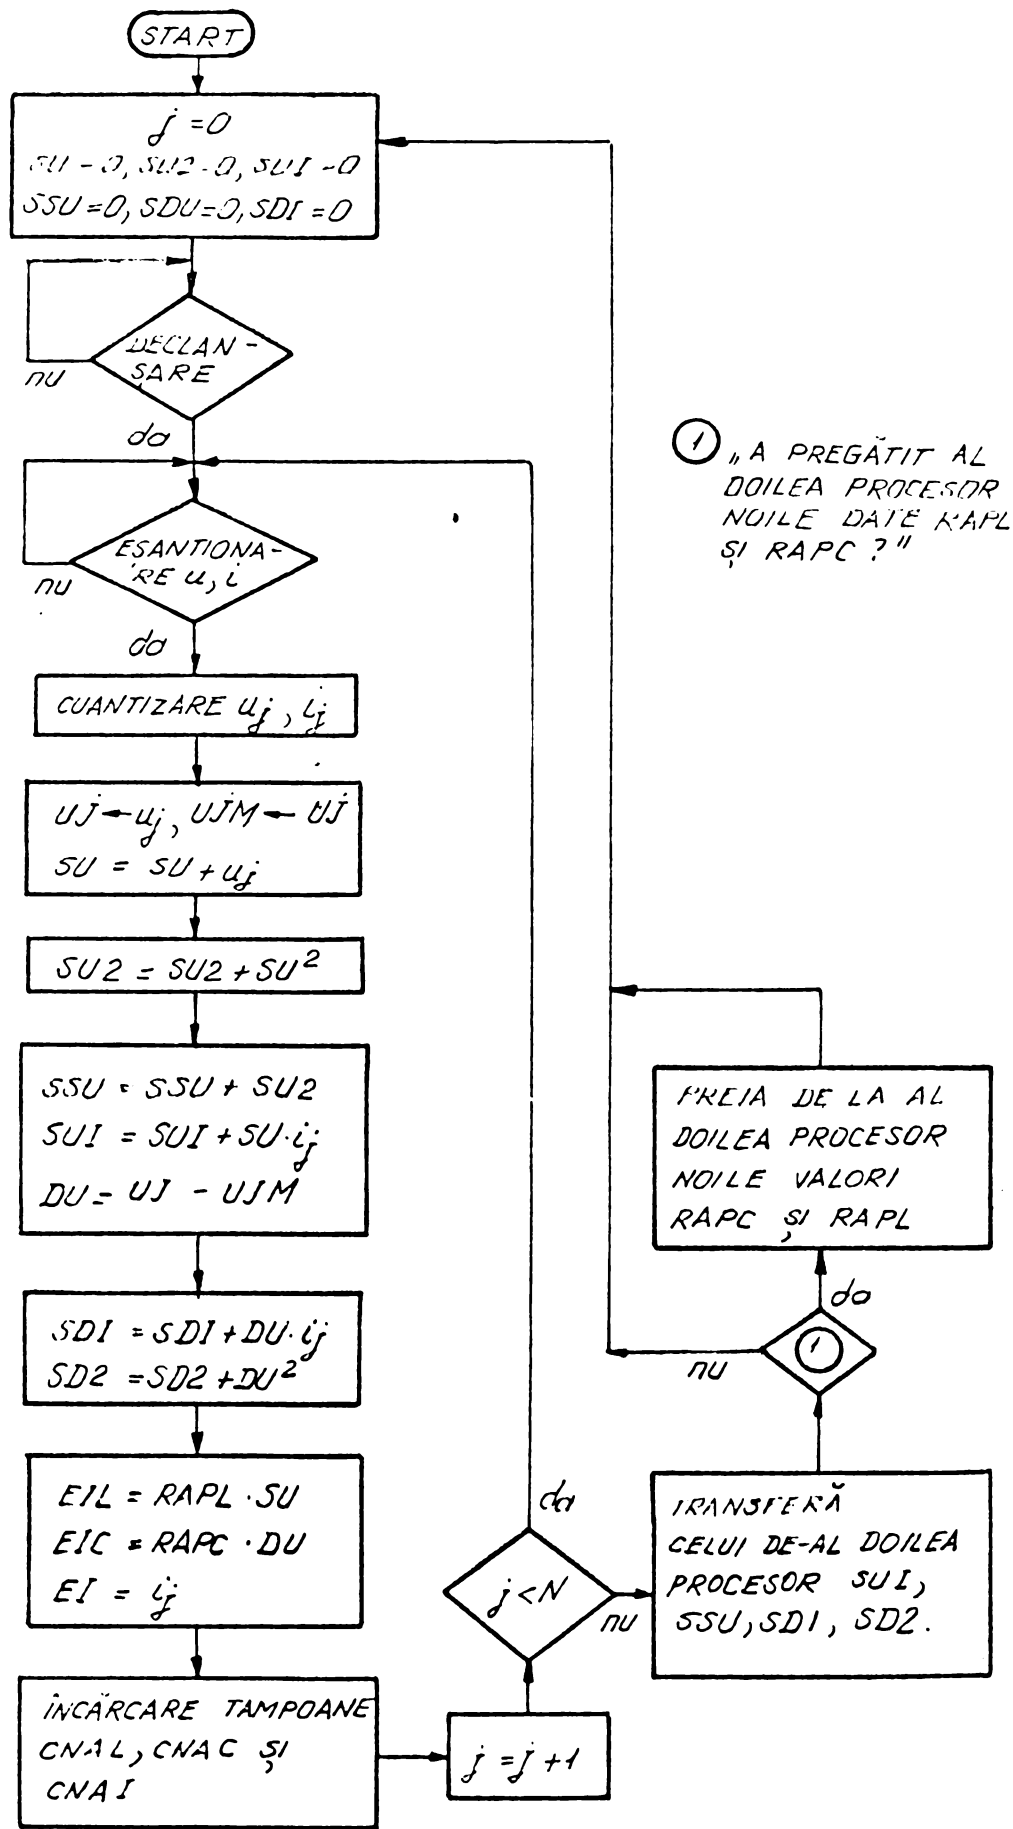 START
j = 0
SU = 0, SU2 = 0, SUI = 0
SSU = 0, SDU = 0, SDI = 0
DECLAN-
ȘARE
nu
da
EȘANTIONA-
RE u, i
nu
da
CUANTIZARE uj, ij
UJ ← uj, UJM ← UJ
SU = SU + uj
SU2 = SU2 + SU²
SSU = SSU + SU2
SUI = SUI + SU·ij
DU = UJ - UJM
SDI = SDI + DU·ij
SD2 = SD2 + DU²
EIL = RAPL · SU
EIC = RAPC · DU
EI = ij
ÎNCĂRCARE TAMPOANE
CNAL, CNAC ȘI
CNAI
j = j + 1
j < N
da
nu
TRANSFERĂ
CELUI DE-AL DOILEA
PROCESOR SUI,
SSU, SDI, SD2.
1
nu
da
PREIA DE LA AL
DOILEA PROCESOR
NOILE VALORI
RAPC ȘI RAPL
1 „A PREGĂTIT AL
DOILEA PROCESOR
NOILE DATE RAPL
ȘI RAPC ?"